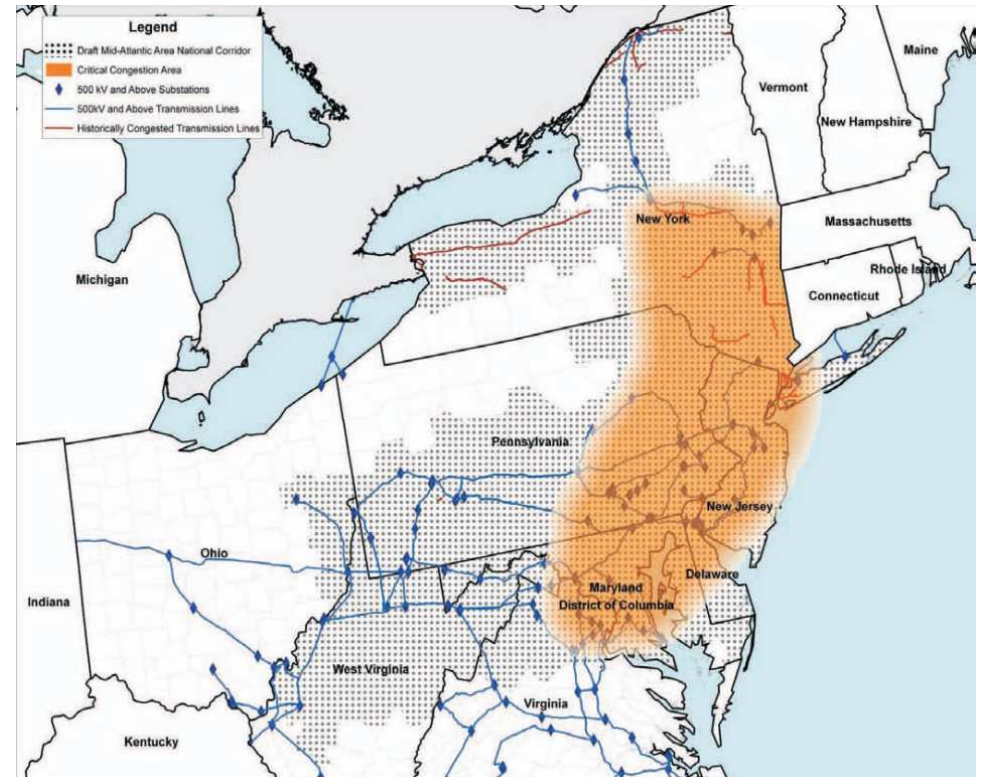 Legend
Draft Mid-Atlantic Area National Corridor
Critical Congestion Area
500 kV and Above Substations
500kV and Above Transmission Lines
Historically Congested Transmission Lines
Maine
Vermont
New Hampshire
New York
Massachusetts
Rhode Island
Connecticut
Michigan
Pennsylvania
New Jersey
Ohio
Delaware
Maryland
Indiana
District of Columbia
West Virginia
Virginia
Kentucky